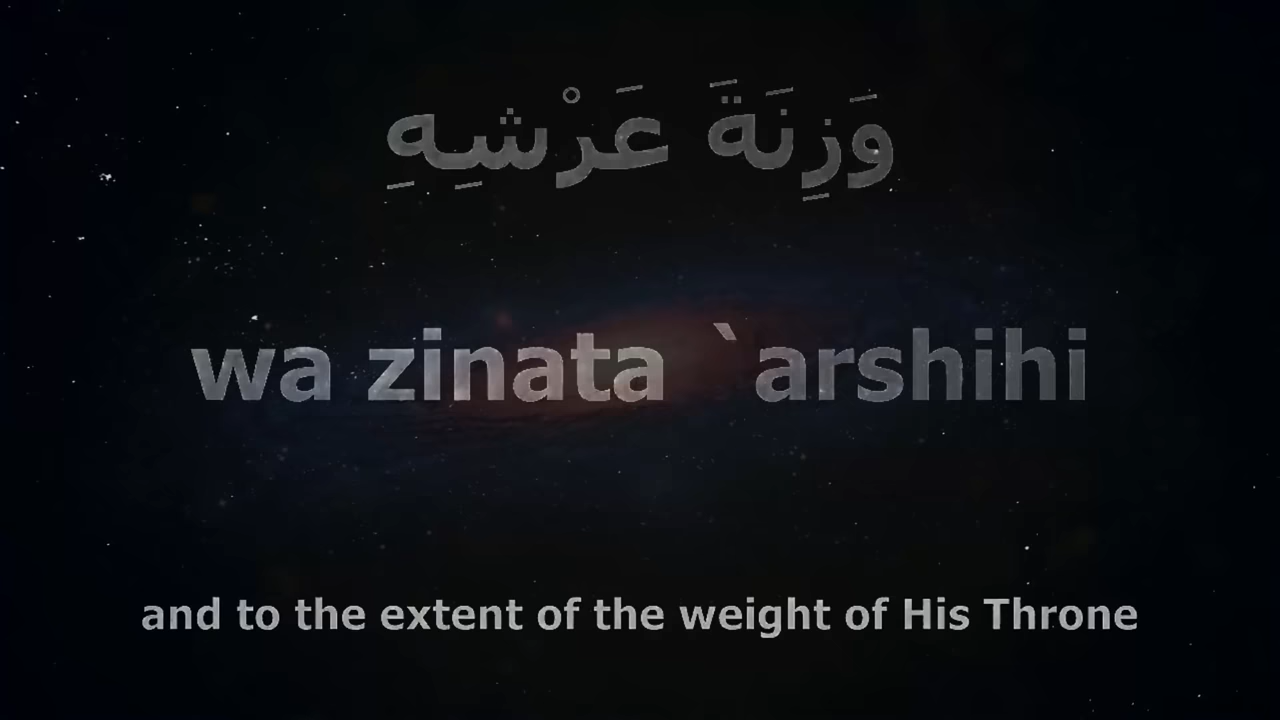 وَزِنَةَ عَرْشِهِ
wa zinata `arshihi
and to the extent of the weight of His Throne